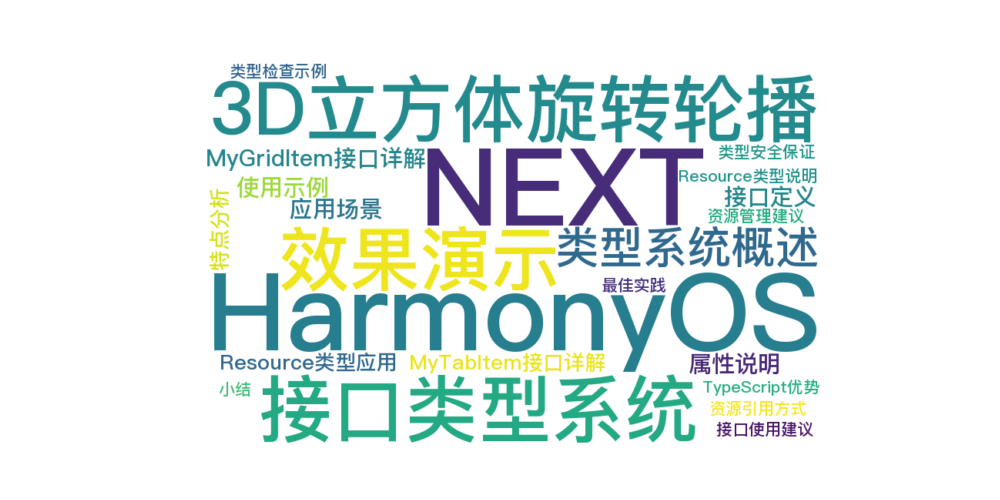 类型检查示例
3D立方体旋转轮播
MyGridItem接口详解
NEXT
类型安全保证
Resource类型说明
使用示例
接口定义
特点分析
应用场景
资源管理建议
效果演示
类型系统概述
HarmonyOS
最佳实践
Resource类型应用
MyTabItem接口详解
属性说明
小结
接口类型系统
TypeScript优势
资源引用方式
接口使用建议